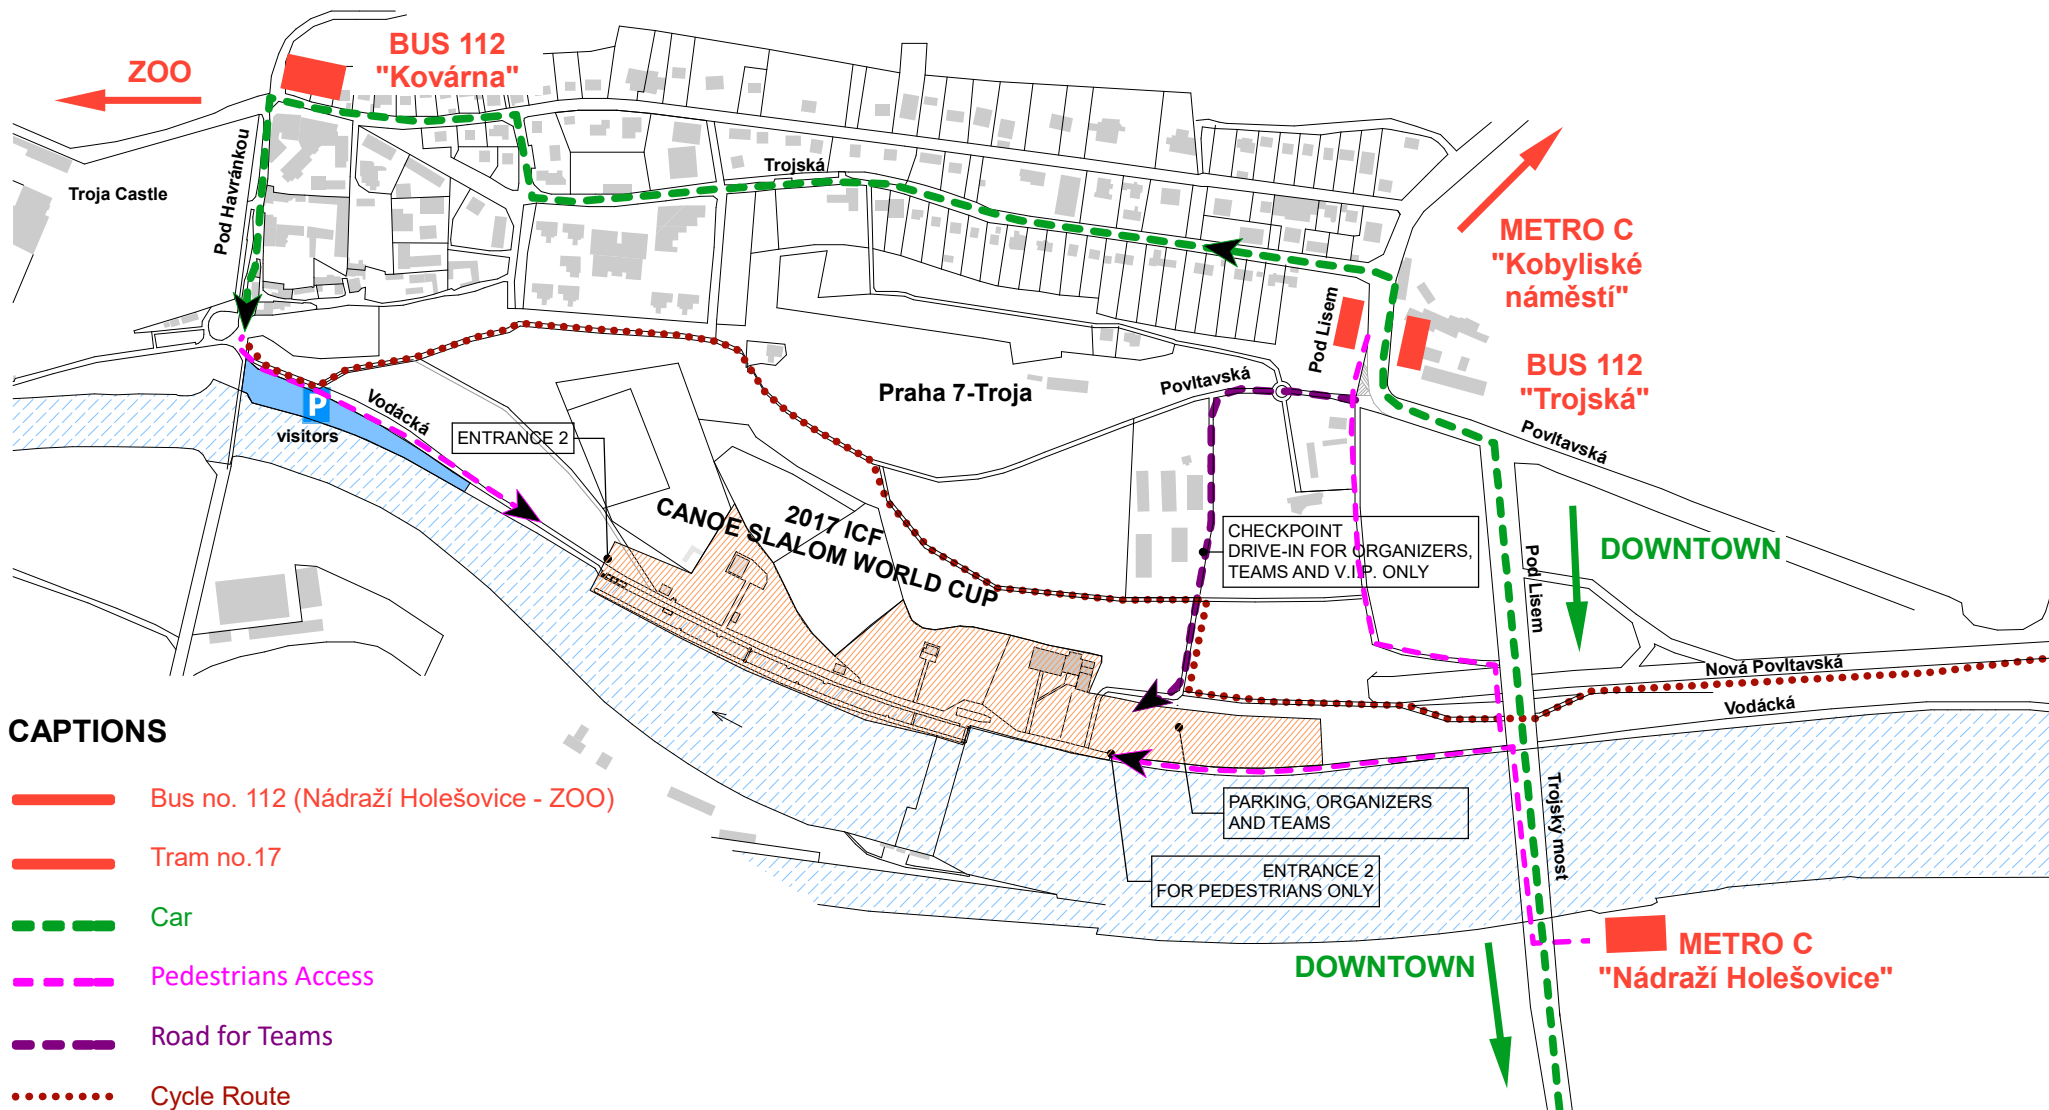 BUS 112
"Kovárna"
ZOO
Trojská
Pod Havránkou
Troja Castle
METRO C
"Kobyliské
náměstí"
Pod Lisem
BUS 112
"Trojská"
Povltavská
Praha 7-Troja
P
visitors
Vodácká
ENTRANCE 2
Povltavská
2017 ICF
CANOE SLALOM WORLD CUP
CHECKPOINT
DRIVE-IN FOR ORGANIZERS,
TEAMS AND V.I.P. ONLY
DOWNTOWN
Pod Lisem
Nová Povltavská
Vodácká
CAPTIONS
Bus no. 112 (Nádraží Holešovice - ZOO)
Tram no.17
Car
Pedestrians Access
Road for Teams
Cycle Route
PARKING, ORGANIZERS
AND TEAMS
Trojský most
ENTRANCE 2
FOR PEDESTRIANS ONLY
DOWNTOWN
METRO C
"Nádraží Holešovice"